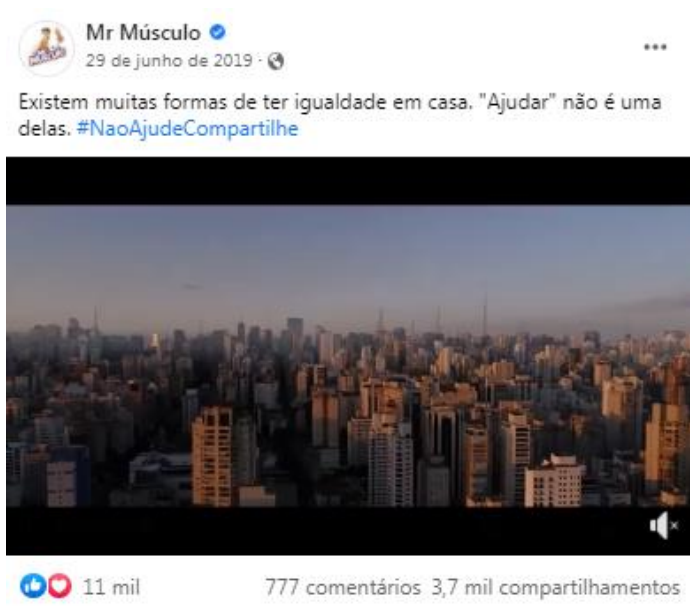 Mr Músculo
29 de junho de 2019 ·
Existem muitas formas de ter igualdade em casa. "Ajudar" não é uma
delas. #NaoAjudeCompartilhe
11 mil
777 comentários 3,7 mil compartilhamentos